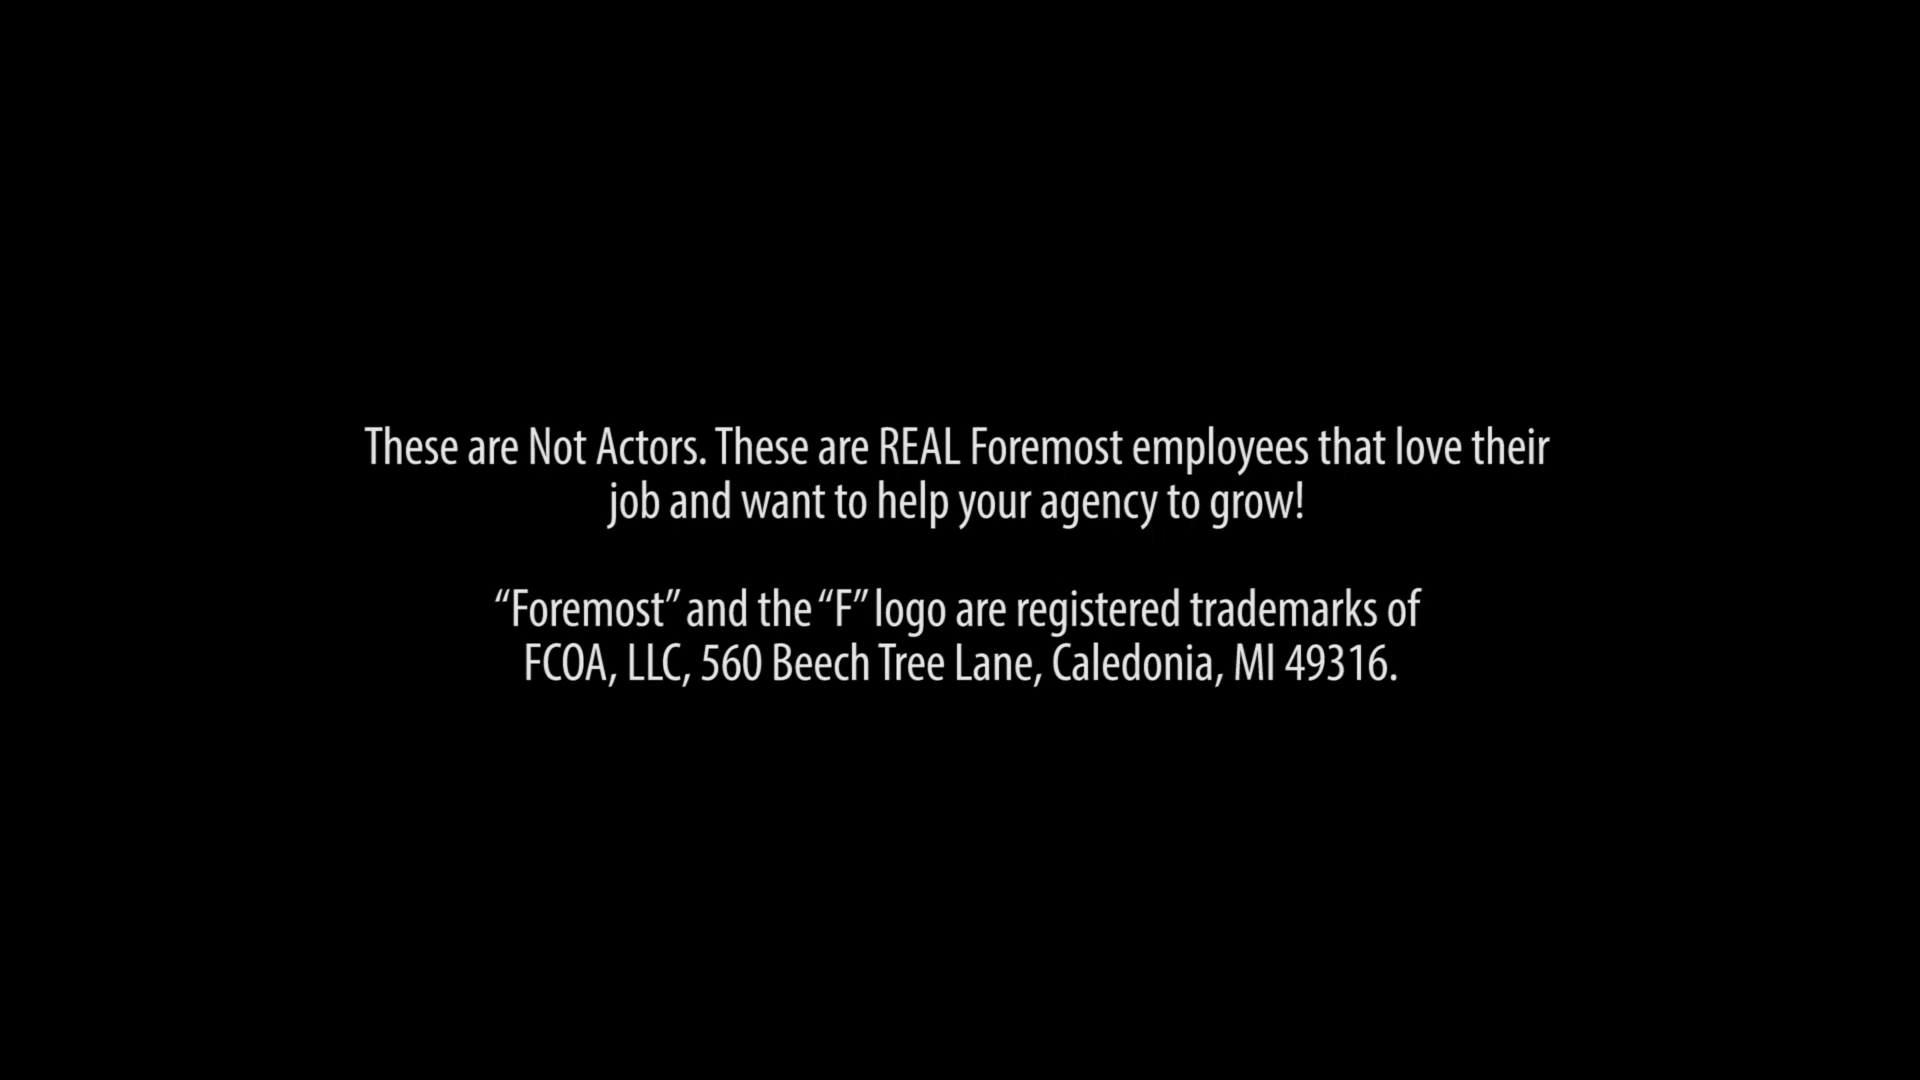 These are Not Actors. These are REAL Foremost employees that love their
job and want to help your agency to grow!
“Foremost” and the “F” logo are registered trademarks of
FCOA, LLC, 560 Beech Tree Lane, Caledonia, MI 49316.